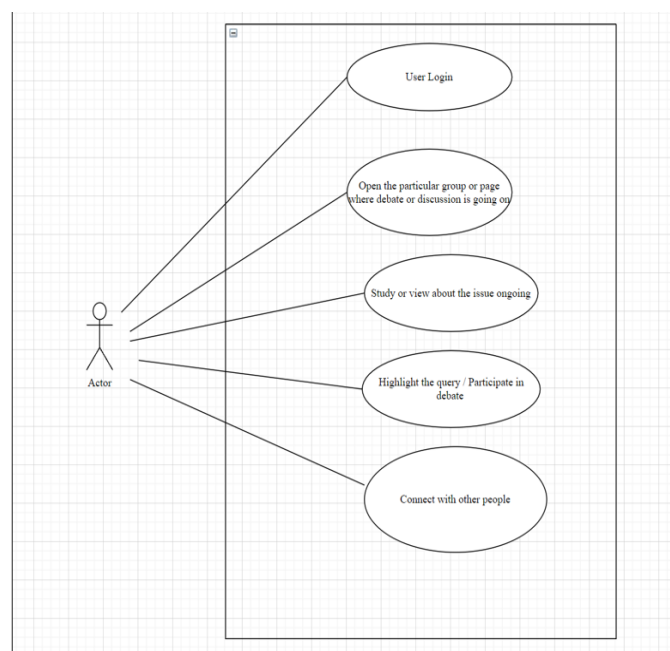 User Login
Open the particular group or page
where debate or discussion is going on
Study or view about the issue ongoing
Actor
Highlight the query / Participate in
debate
Connect with other people